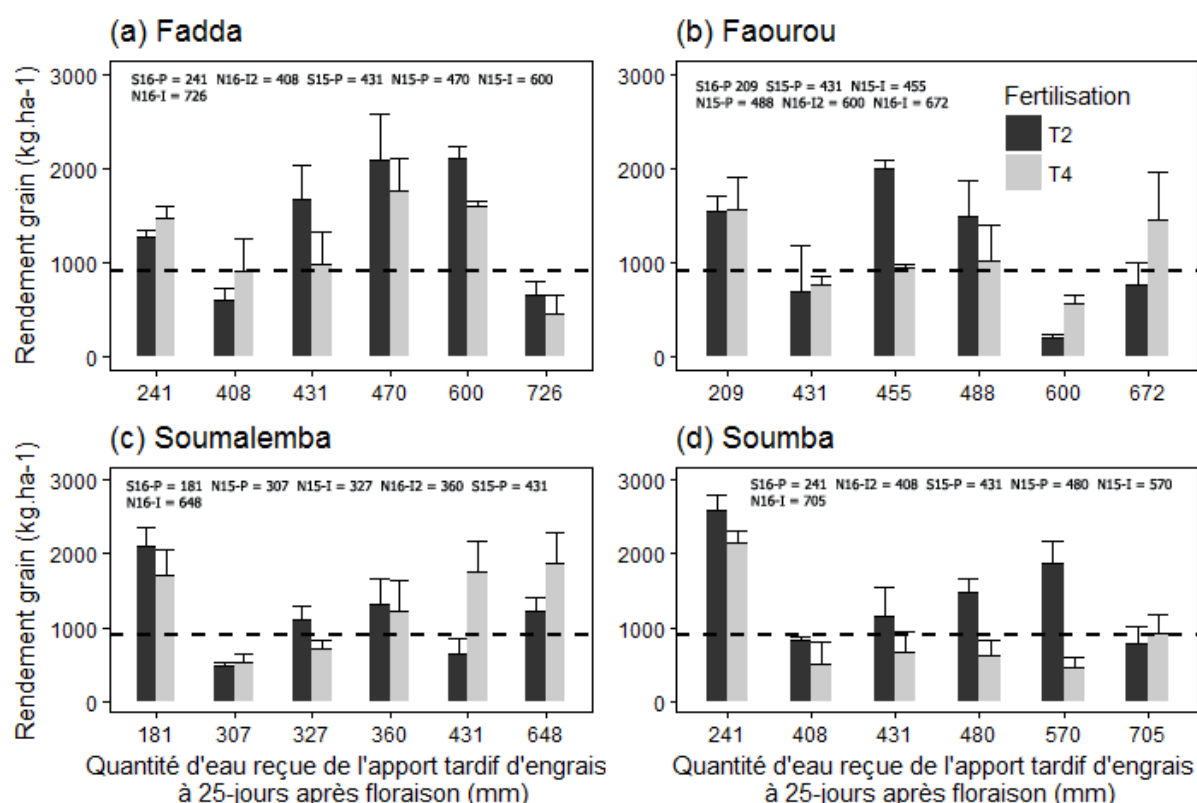 (a) Fadda
S16-P = 241 N16-I2 = 408 S15-P = 431 N15-P = 470 N15-I = 600
N16-I = 726
Rendement grain (kg.ha-1)
3000
2000
1000
0
241 408 431 470 600 726
(b) Faourou
S16-P 209 S15-P = 431 N15-I = 455
N15-P = 488 N16-I2 = 600 N16-I = 672
Fertilisation
T2
T4
3000
2000
1000
0
209 431 455 488 600 672
(c) Soumalemba
S16-P = 181 N15-P = 307 N15-I = 327 N16-I2 = 360 S15-P = 431
N16-I = 648
Rendement grain (kg.ha-1)
3000
2000
1000
0
181 307 327 360 431 648
Quantité d'eau reçue de l'apport tardif d'engrais
à 25-jours après floraison (mm)
(d) Soumba
S16-P = 241 N16-I2 = 408 S15-P = 431 N15-P = 480 N15-I = 570
N16-I = 705
3000
2000
1000
0
241 408 431 480 570 705
Quantité d'eau reçue de l'apport tardif d'engrais
à 25-jours après floraison (mm)